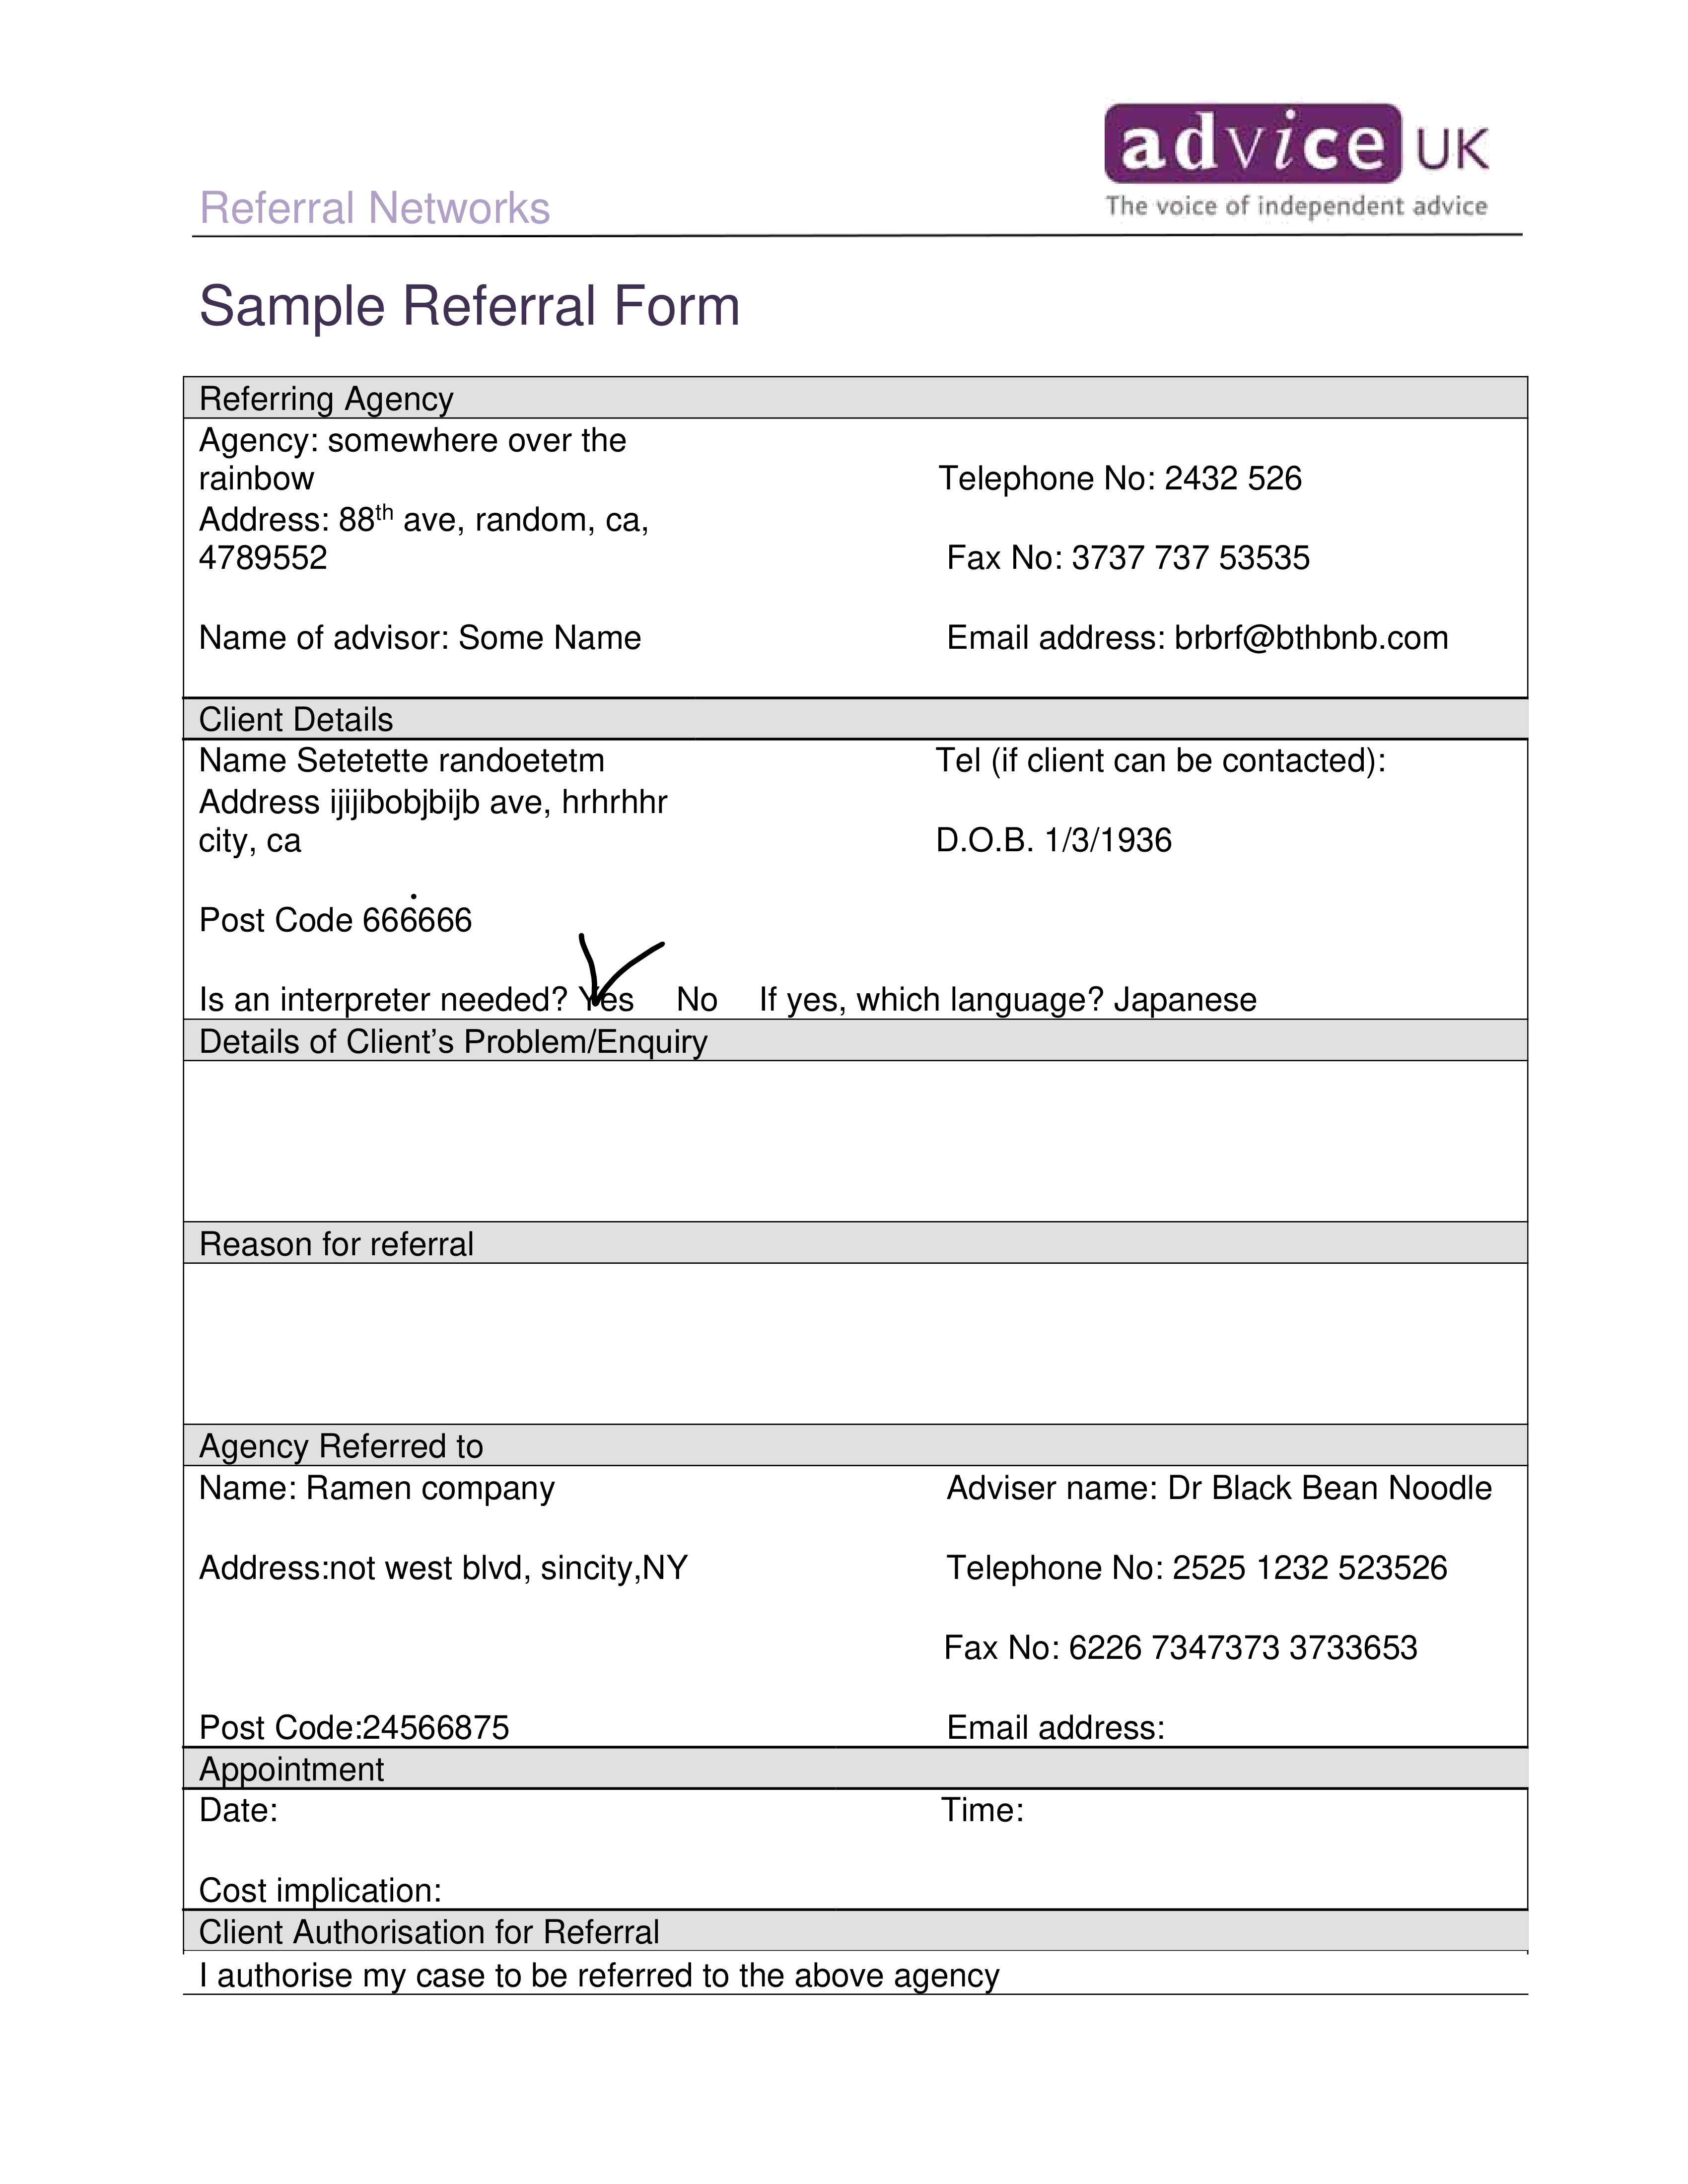 advice UK
Referral Networks
The voice of independent advice
Sample Referral Form
Referring Agency
Agency: somewhere over the
rainbow
Telephone No: 2432 526
Address: 88th ave, random, ca,
4789552
Fax No: 3737 737 53535
Name of advisor: Some Name
Email address: brbrf@bthbnb.com
Client Details
Name Setetette randoetetm
Tel (if client can be contacted):
Address ijijijbobjbijb ave, hrhrhhr
city, ca
D.O.B. 1/3/1936
Post Code 666666
Is an interpreter needed? Yes No If yes, which language? Japanese
Details of Client’s Problem/Enquiry
Reason for referral
Agency Referred to
Name: Ramen company
Adviser name: Dr Black Bean Noodle
Address:not west blvd, sincity,NY
Telephone No: 2525 1232 523526
Fax No: 6226 7347373 3733653
Post Code:24566875
Email address:
Appointment
Date:
Time:
Cost implication:
Client Authorisation for Referral
I authorise my case to be referred to the above agency